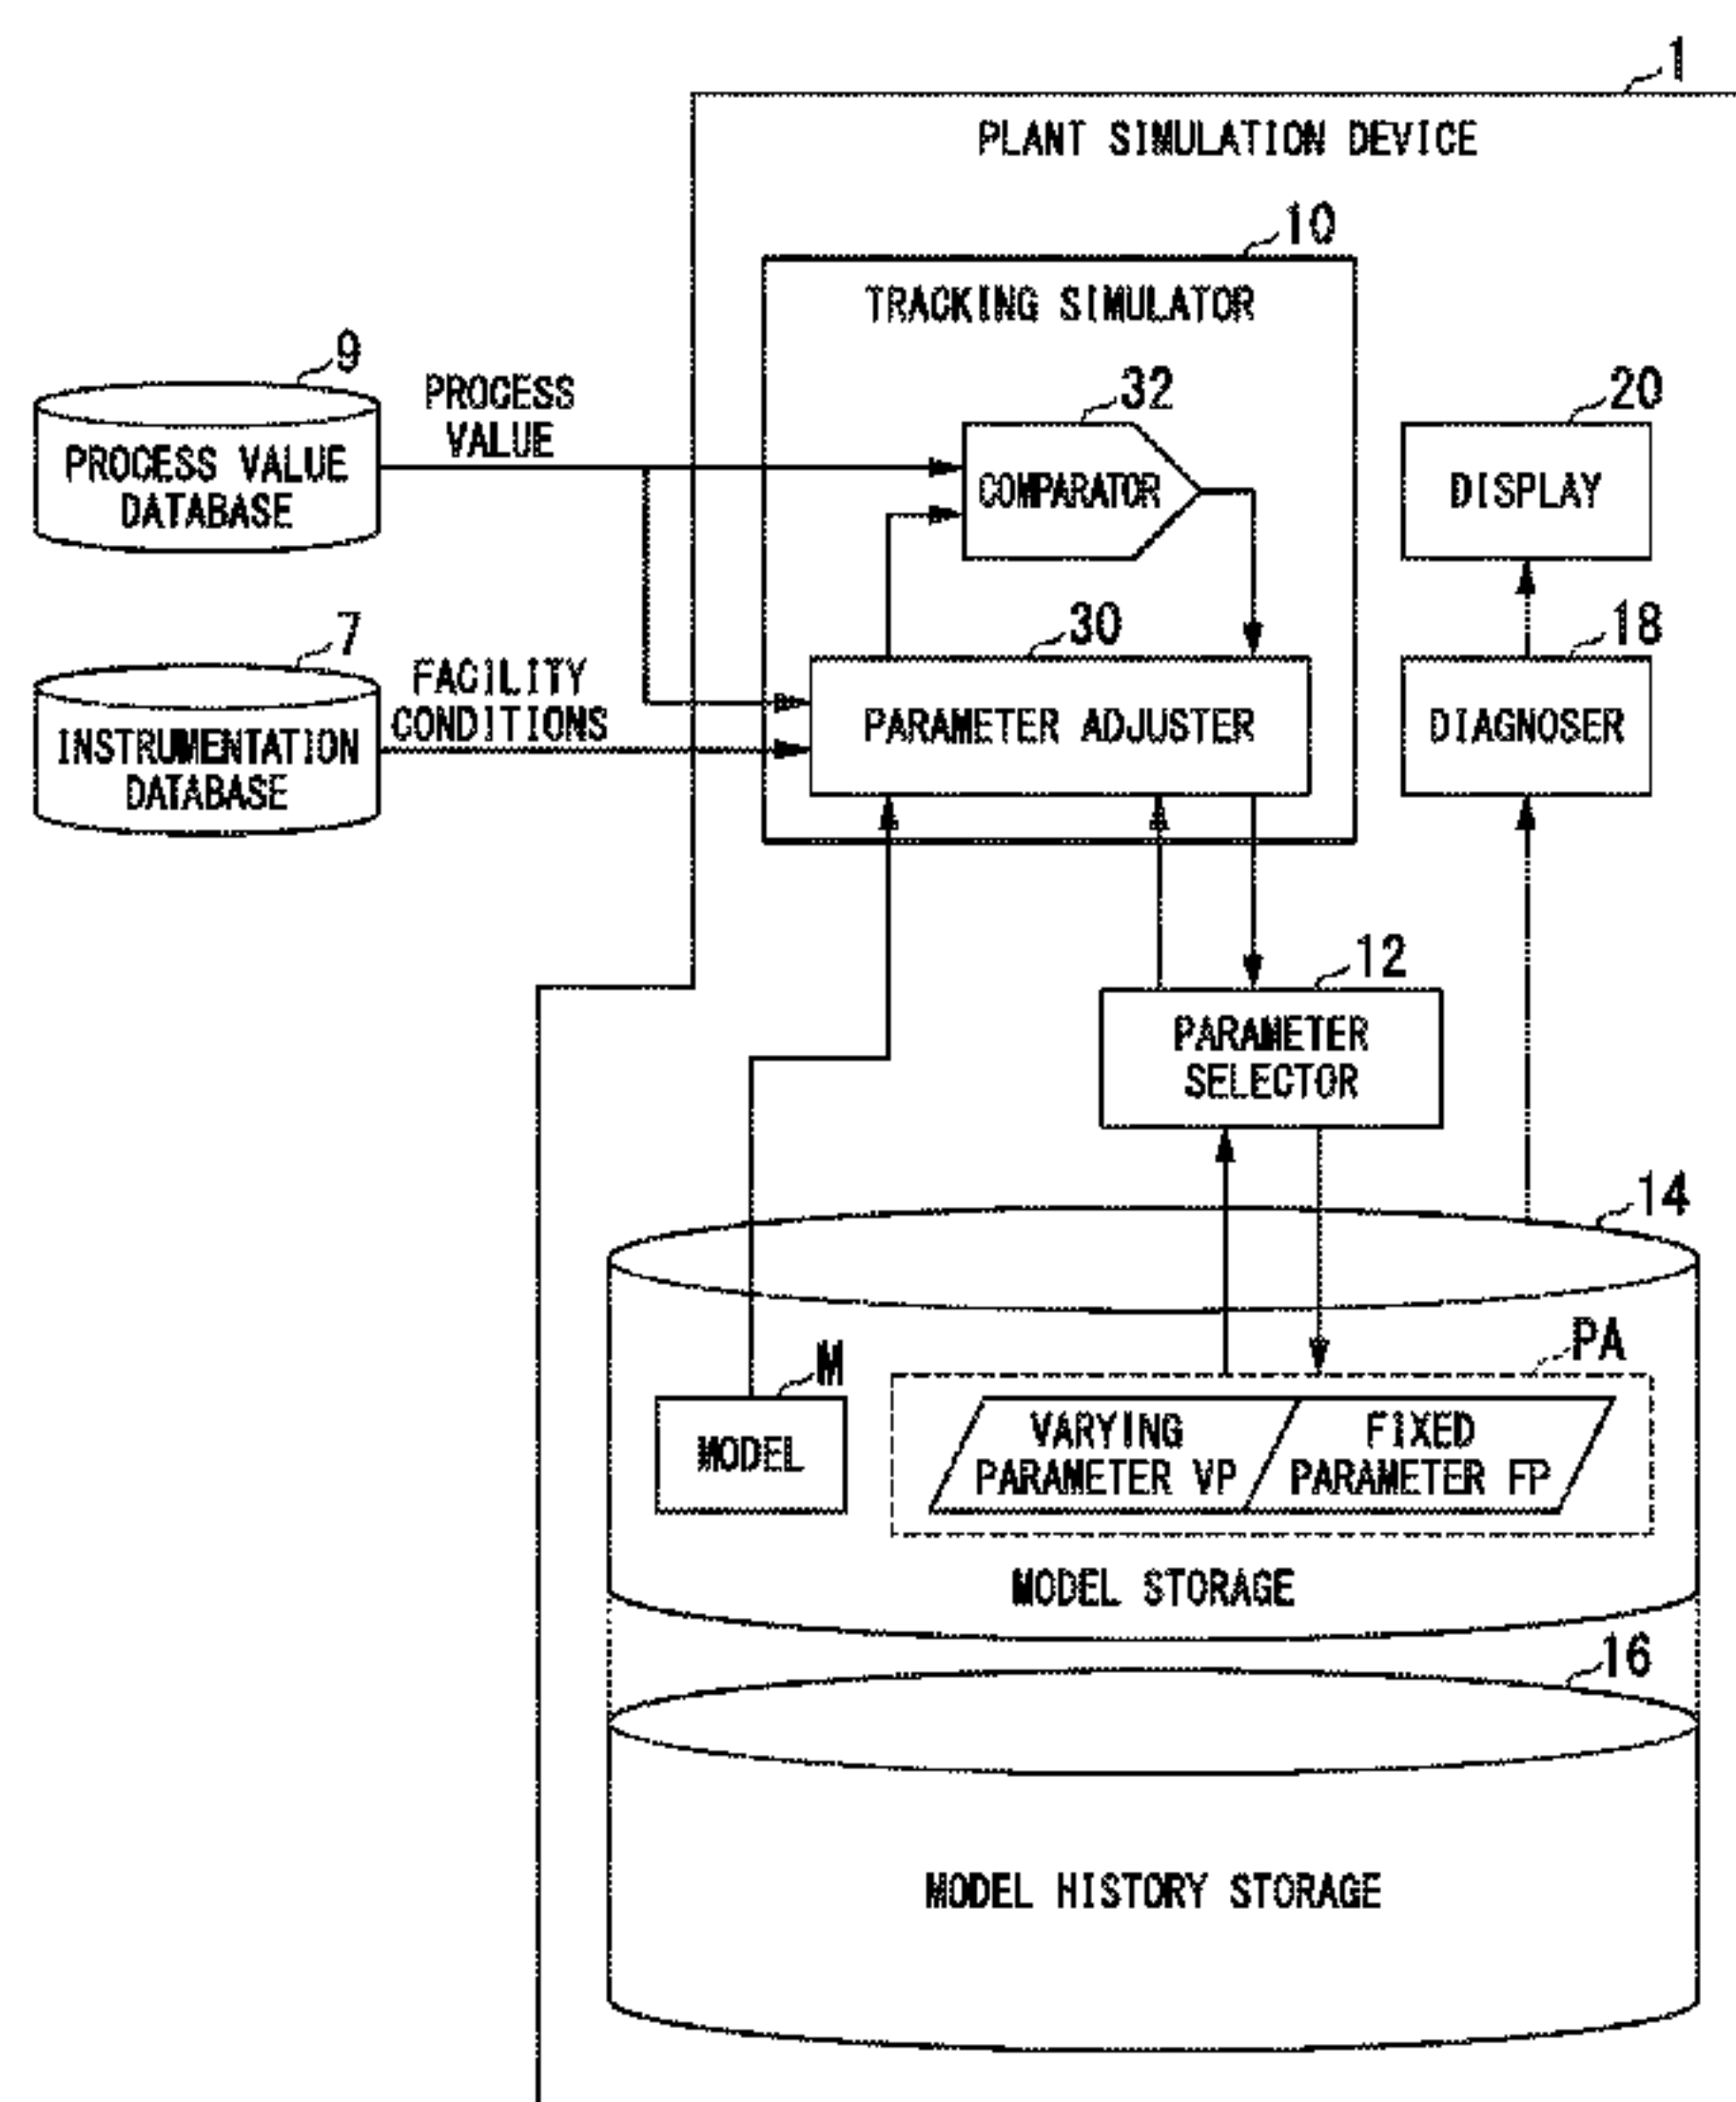 1
PLANT SIMULATION DEVICE
10
TRACKING SIMULATOR
9
PROCESS
VALUE
32
20
PROCESS VALUE
DATABASE
COMPARATOR
DISPLAY
7
FACILITY
CONDITIONS
30
18
INSTRUMENTATION
DATABASE
PARAMETER ADJUSTER
DIAGNOSER
12
PARAMETER
SELECTOR
14
M
PA
MODEL
VARYING
PARAMETER VP
FIXED
PARAMETER FP
MODEL STORAGE
16
MODEL HISTORY STORAGE